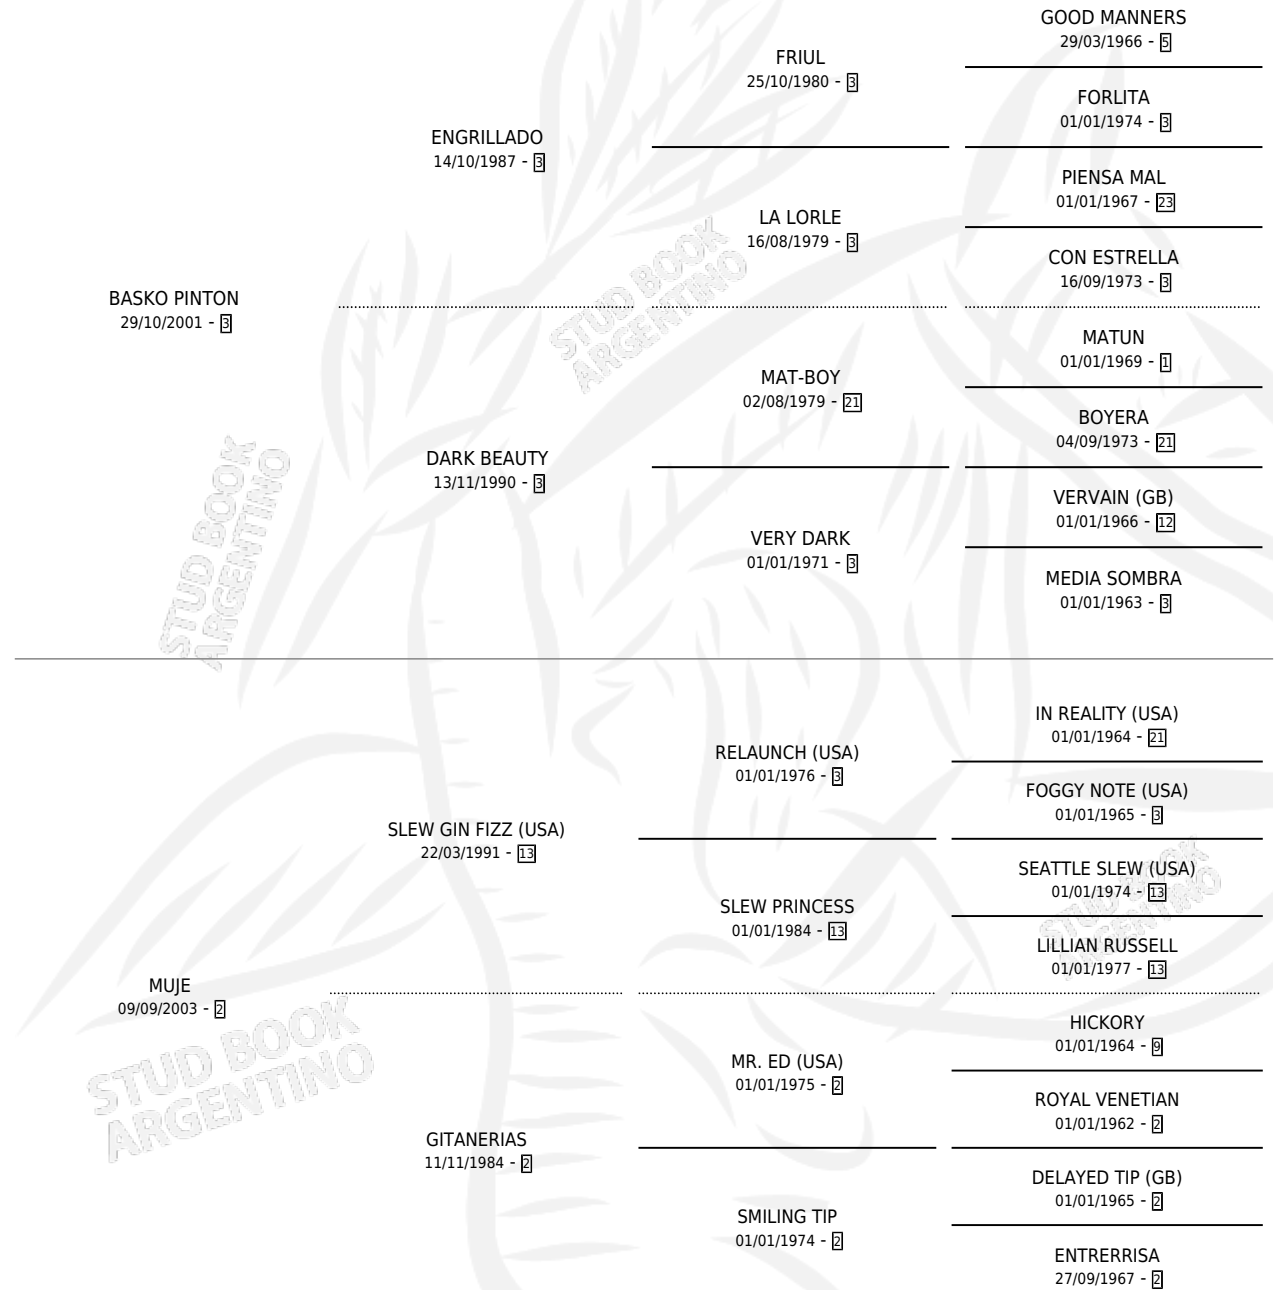 GOOD MANNERS
29/03/1966 - 5
FRIUL
25/10/1980 - 3
FORLITA
01/01/1974 - 3
ENGRILLADO
14/10/1987 - 3
PIENSA MAL
01/01/1967 - 23
LA LORLE
16/08/1979 - 3
CON ESTRELLA
16/09/1973 - 3
BASKO PINTON
29/10/2001 - 3
STUD BOOK
ARGENTINO
MATUN
01/01/1969 - 1
MAT-BOY
02/08/1979 - 21
BOYERA
04/09/1973 - 21
DARK BEAUTY
13/11/1990 - 3
VERVAIN (GB)
01/01/1966 - 12
VERY DARK
01/01/1971 - 3
MEDIA SOMBRA
01/01/1963 - 3
STUD BOOK
ARGENTINO
IN REALITY (USA)
01/01/1964 - 21
RELAUNCH (USA)
01/01/1976 - 3
FOGGY NOTE (USA)
01/01/1965 - 3
SLEW GIN FIZZ (USA)
22/03/1991 - 13
SEATTLE SLEW (USA)
01/01/1974 - 13
SLEW PRINCESS
01/01/1984 - 13
STUD BOOK
ARGENTINO
LILLIAN RUSSELL
01/01/1977 - 13
MUJE
09/09/2003 - 2
STUD BOOK
ARGENTINO
HICKORY
01/01/1964 - 9
MR. ED (USA)
01/01/1975 - 2
ROYAL VENETIAN
01/01/1962 - 2
GITANERIAS
11/11/1984 - 2
DELAYED TIP (GB)
01/01/1965 - 2
SMILING TIP
01/01/1974 - 2
ENTRERRISA
27/09/1967 - 2